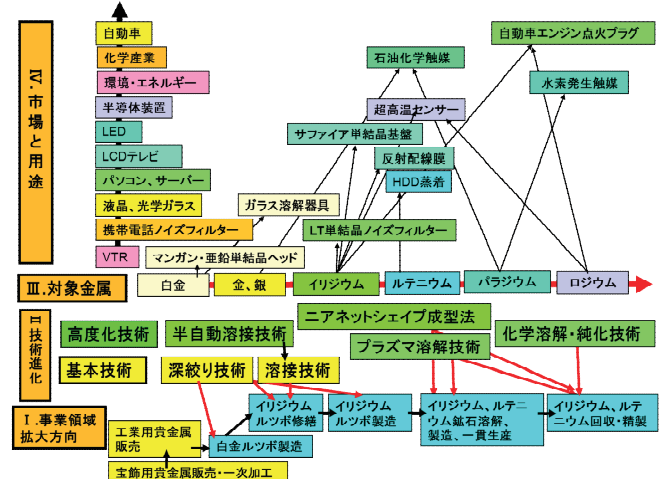 Ⅳ.市場と用途
自動車
化学産業
環境・エネルギー
半導体装置
LED
LCDテレビ
パソコン、サーバー
液晶、光学ガラス
携帯電話ノイズフィルター
VTR
自動車エンジン点火プラグ
石油化学触媒
水素発生触媒
超高温センサー
サファイア単結晶基盤
反射配線膜
HDD蒸着
ガラス溶解器具
LT単結晶ノイズフィルター
マンガン・亜鉛単結晶ヘッド
Ⅲ.対象金属
白金
金、銀
イリジウム
ルテニウム
パラジウム
ロジウム
Ⅱ技術進化
高度化技術
半自動溶接技術
ニアネットシェイプ成型法
プラズマ溶解技術
化学溶解・純化技術
基本技術
深絞り技術
溶接技術
Ⅰ.事業領域
拡大方向
工業用貴金属
販売
宝飾用貴金属販売・一次加工
白金ルツボ製造
イリジウム
ルツボ修繕
イリジウム
ルツボ製造
イリジウム、ルテニ
ウム鉱石溶解、
製造、一貫生産
イリジウム、ルテ
ニウム回収・精製